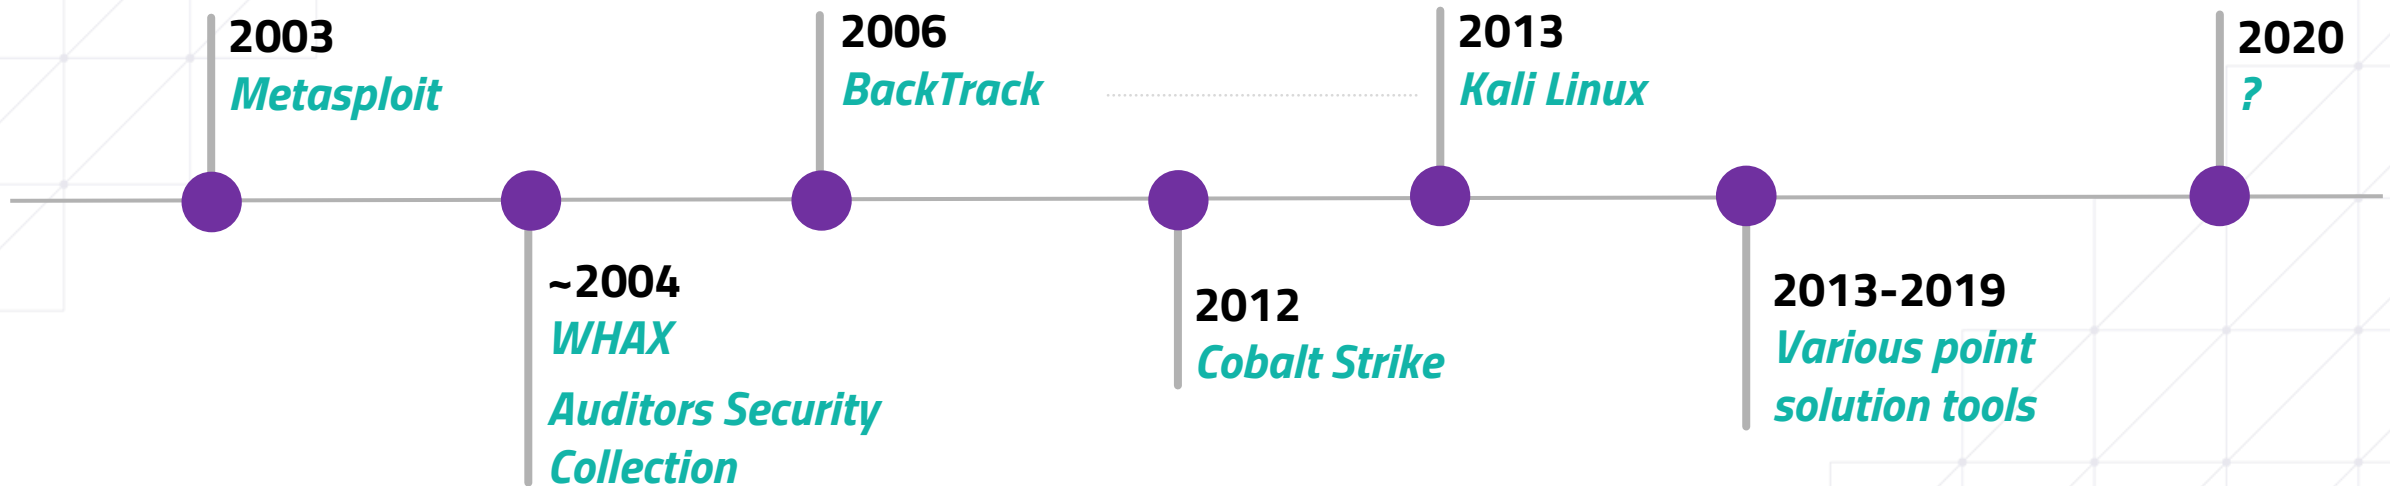 2003
Metasploit
~2004
WHAX
Auditors Security
Collection
2006
BackTrack
2012
Cobalt Strike
2013
Kali Linux
2013-2019
Various point
solution tools
2020
?